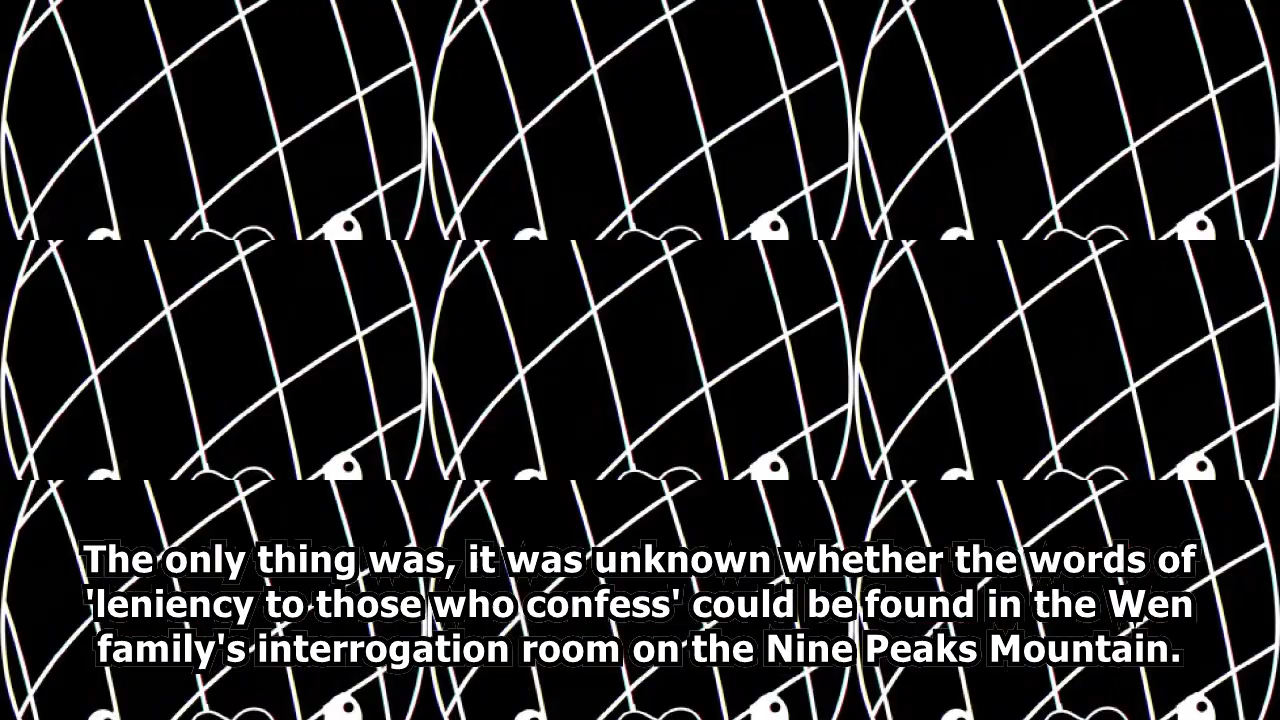 The only thing was, it was unknown whether the words of
'leniency to those who confess' could be found in the Wen
family's interrogation room on the Nine Peaks Mountain.